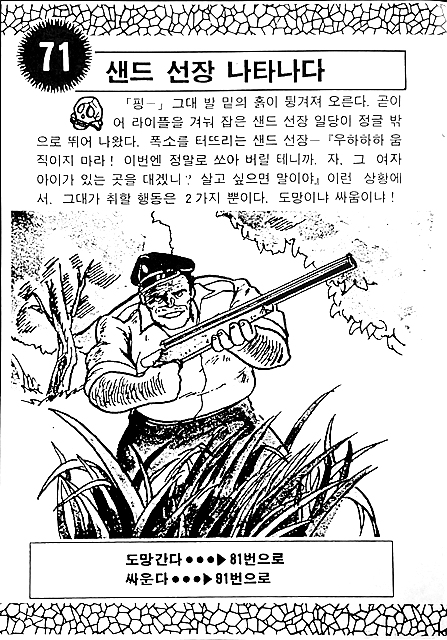 71
샌드 선장 나타나다
「핑—」 그대 발 밑의 흙이 튕겨져 오른다. 곧이
어 라이플을 겨눠 잡은 샌드 선장 일당이 정글 밖
으로 뛰어 나왔다. 폭소를 터뜨리는 샌드 선장—『우하하하 움
직이지 마라! 이번엔 정말로 쏘아 버릴 테니까. 자, 그 여자
아이가 있는 곳을 대겠니? 살고 싶으면 말이야』 이런 상황에
서, 그대가 취할 행동은 2가지 뿐이다. 도망이냐 싸움이냐!
도망간다●●●▶81번으로
싸운다●●●▶91번으로